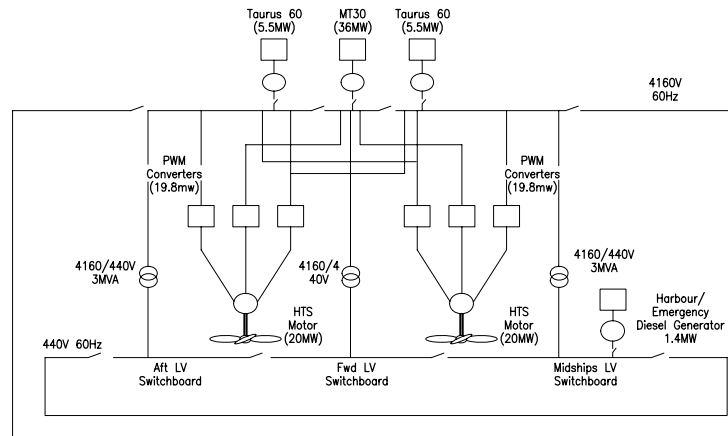 Taurus 60
(5.5MW)
MT30
(36MW)
Taurus 60
(5.5MW)
4160V
60Hz
PWM
Converters
(19.8mw)
PWM
Converters
(19.8mw)
4160/440V
3MVA
4160/4
40V
4160/440V
3MVA
HTS
Motor
(20MW)
HTS
Motor
(20MW)
Harbour/
Emergency
Diesel Generator
1.4MW
440V 60Hz
Aft LV
Switchboard
Fwd LV
Switchboard
Midships LV
Switchboard